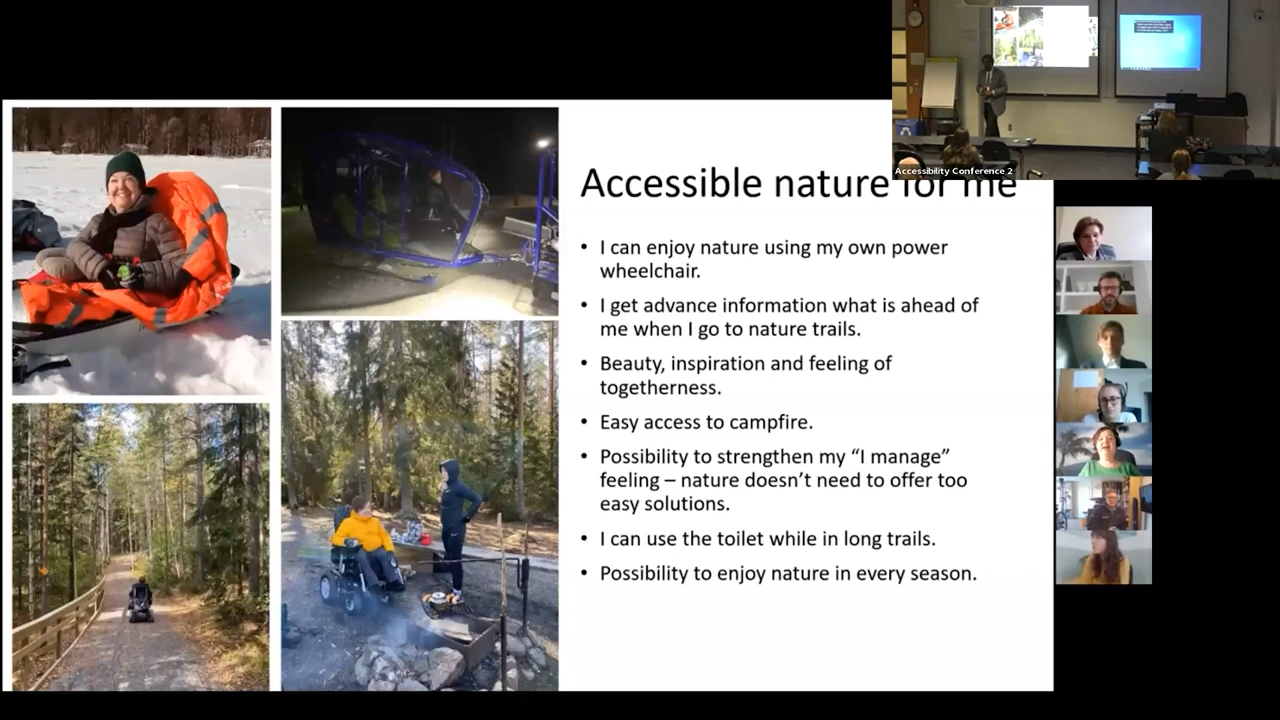 Accessibility Conference 2
Accessible nature for me
• I can enjoy nature using my own power
wheelchair.
• I get advance information what is ahead of
me when I go to nature trails.
• Beauty, inspiration and feeling of
togetherness.
• Easy access to campfire.
• Possibility to strengthen my “I manage”
feeling – nature doesn’t need to offer too
easy solutions.
• I can use the toilet while in long trails.
• Possibility to enjoy nature in every season.